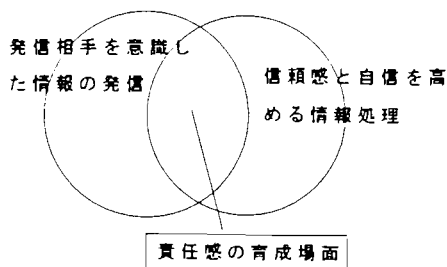 発信相手を意識し
た情報の発信
信頼感と自信を高
める情報処理
責任感の育成場面